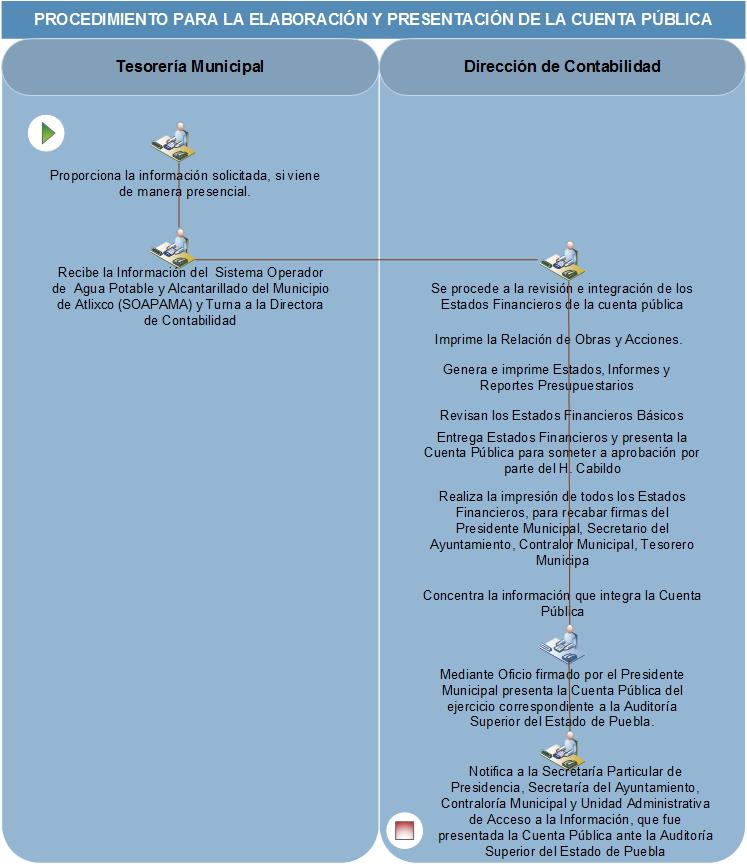 PROCEDIMIENTO PARA LA ELABORACIÓN Y PRESENTACIÓN DE LA CUENTA PÚBLICA
Tesorería Municipal
Proporciona la información solicitada, si viene
de manera presencial.
Recibe la Información del Sistema Operador
de Agua Potable y Alcantarillado del Municipio
de Atlixco (SOAPAMA) y Turna a la Directora
de Contabilidad
Dirección de Contabilidad
Se procede a la revisión e integración de los
Estados Financieros de la cuenta pública
Imprime la Relación de Obras y Acciones.
Genera e imprime Estados, Informes y
Reportes Presupuestarios
Revisan los Estados Financieros Básicos
Entrega Estados Financieros y presenta la
Cuenta Pública para someter a aprobación por
parte del H. Cabildo
Realiza la impresión de todos los Estados
Financieros, para recabar firmas del
Presidente Municipal, Secretario del
Ayuntamiento, Contralor Municipal, Tesorero
Municipa
Concentra la información que integra la Cuenta
Pública
Mediante Oficio firmado por el Presidente
Municipal presenta la Cuenta Pública del
ejercicio correspondiente a la Auditoría
Superior del Estado de Puebla.
Notifica a la Secretaría Particular de
Presidencia, Secretaría del Ayuntamiento,
Contraloría Municipal y Unidad Administrativa
de Acceso a la Información, que fue
presentada la Cuenta Pública ante la Auditoría
Superior del Estado de Puebla